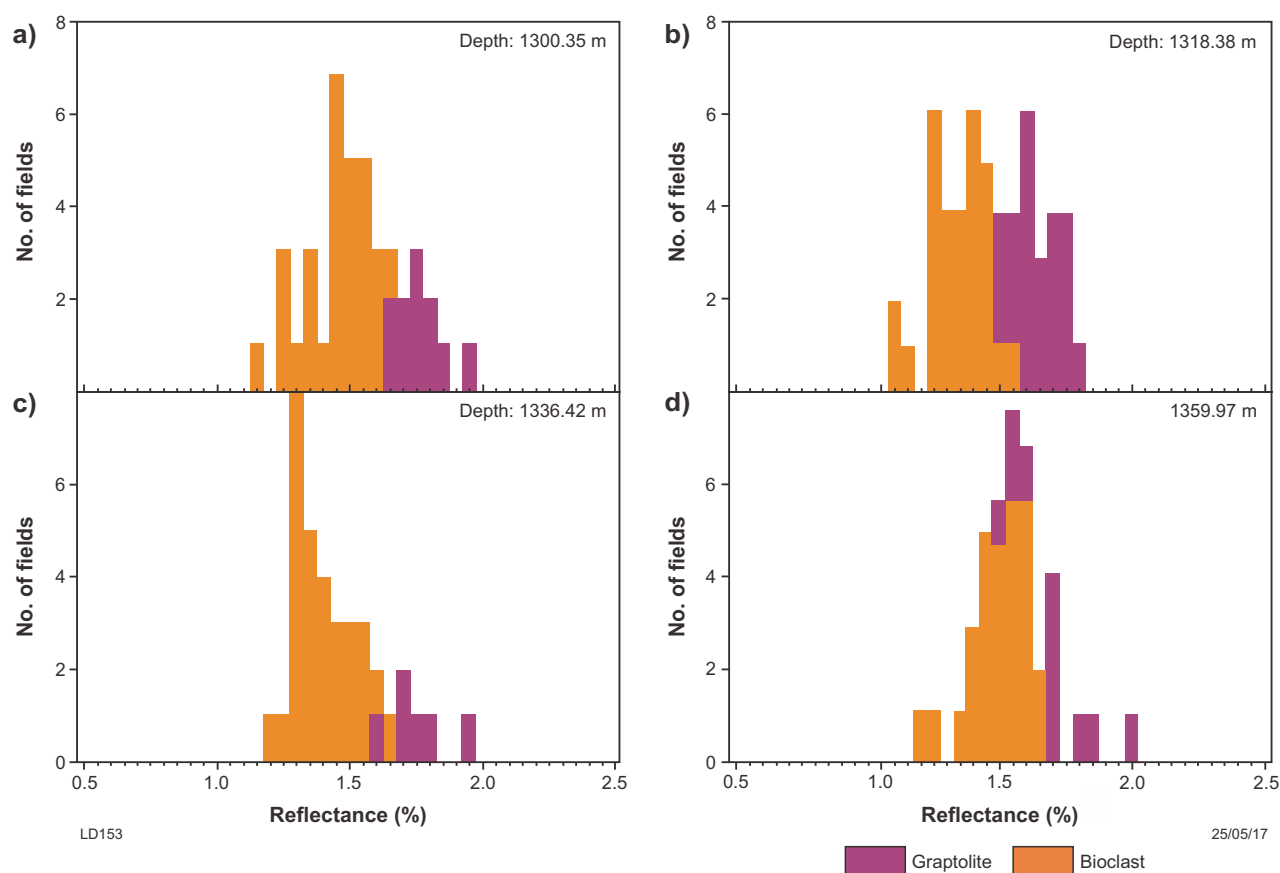 a)
Depth: 1300.35 m
b)
Depth: 1318.38 m
8
6
4
2
No. of fields
8
6
4
2
No. of fields
c)
Depth: 1336.42 m
d)
1359.97 m
6
4
2
0
No. of fields
6
4
2
0
No. of fields
0.5 1.0 1.5 2.0 2.5
0.5 1.0 1.5 2.0 2.5
Reflectance (%)
Reflectance (%)
LD153
25/05/17
Graptolite
Bioclast